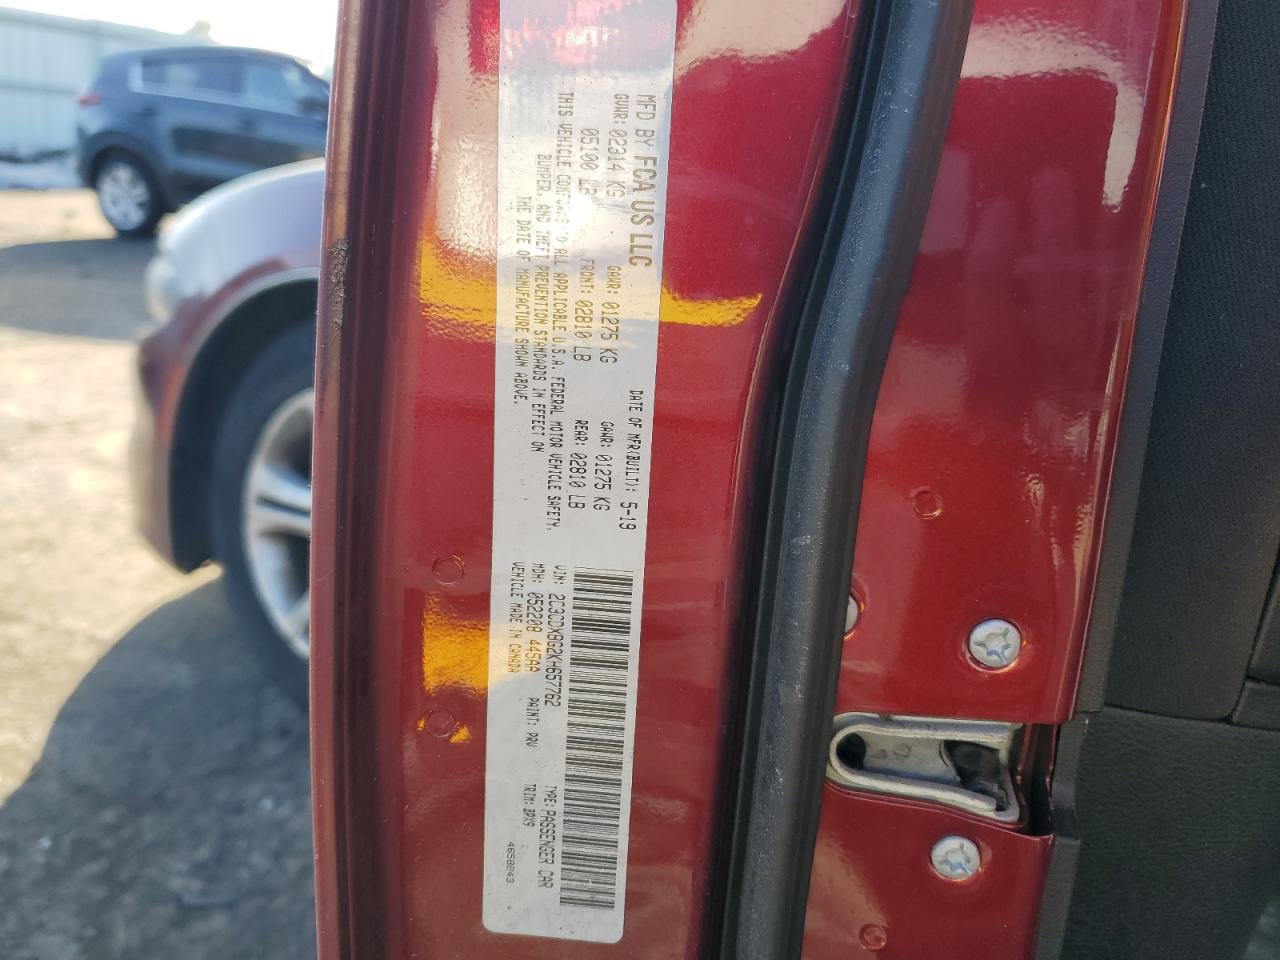 MFD BY FCA US LLC
DATE OF MFR(BUILT): 5-19
GVWR: 02314 KG GAWR: 01275 KG GAWR: 01275 KG
05100 LB FRONT: 02810 LB REAR: 02810 LB
THIS VEHICLE CONFORMS TO ALL APPLICABLE U.S.A. FEDERAL MOTOR VEHICLE SAFETY,
BUMPER, AND THEFT PREVENTION STANDARDS IN EFFECT ON
THE DATE OF MANUFACTURE SHOWN ABOVE.
VIN: 2C3CDXBG2KH657762 TYPE: PASSENGER CAR
MDH: 052208 445AA PAINT: PRV TRIM: BPX9
VEHICLE MADE IN CANADA 4658843